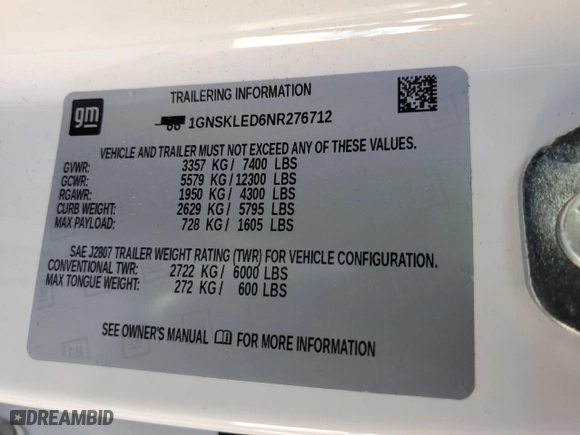 gm
TRAILERING INFORMATION
1GNSKLED6NR276712
VEHICLE AND TRAILER MUST NOT EXCEED ANY OF THESE VALUES.
GVWR: 3357 KG / 7400 LBS
GCWR: 5579 KG / 12300 LBS
RGAWR: 1950 KG / 4300 LBS
CURB WEIGHT: 2629 KG / 5795 LBS
MAX PAYLOAD: 728 KG / 1605 LBS
SAE J2807 TRAILER WEIGHT RATING (TWR) FOR VEHICLE CONFIGURATION.
CONVENTIONAL TWR: 2722 KG / 6000 LBS
MAX TONGUE WEIGHT: 272 KG / 600 LBS
SEE OWNER'S MANUAL FOR MORE INFORMATION
DREAMBID